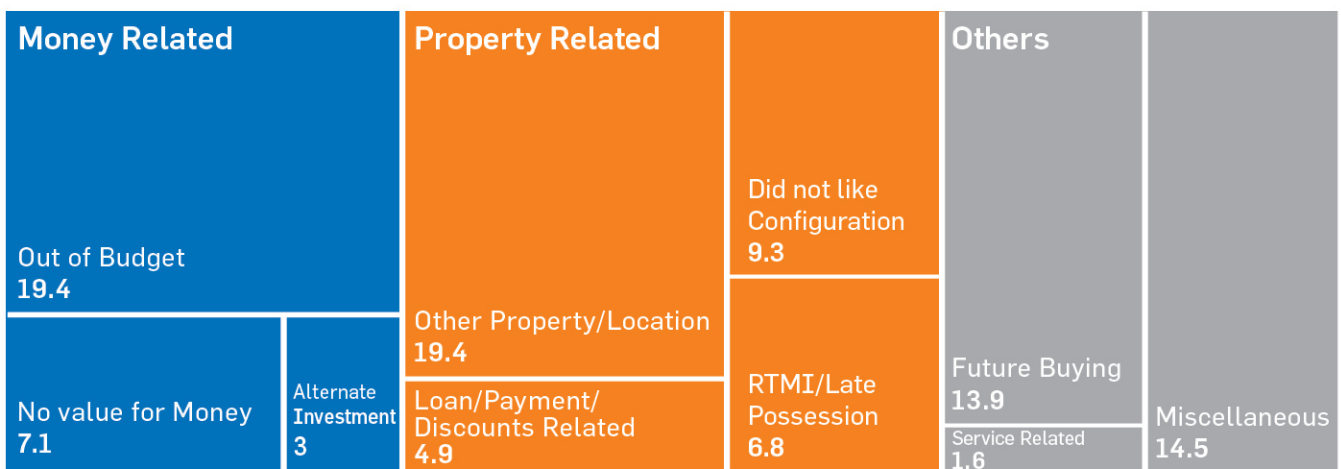 Money Related
Out of Budget
19.4
No value for Money
7.1
Alternate
Investment
3
Property Related
Other Property/Location
19.4
Loan/Payment/
Discounts Related
4.9
Did not like
Configuration
9.3
RTMI/Late
Possession
6.8
Others
Future Buying
13.9
Service Related
1.6
Miscellaneous
14.5